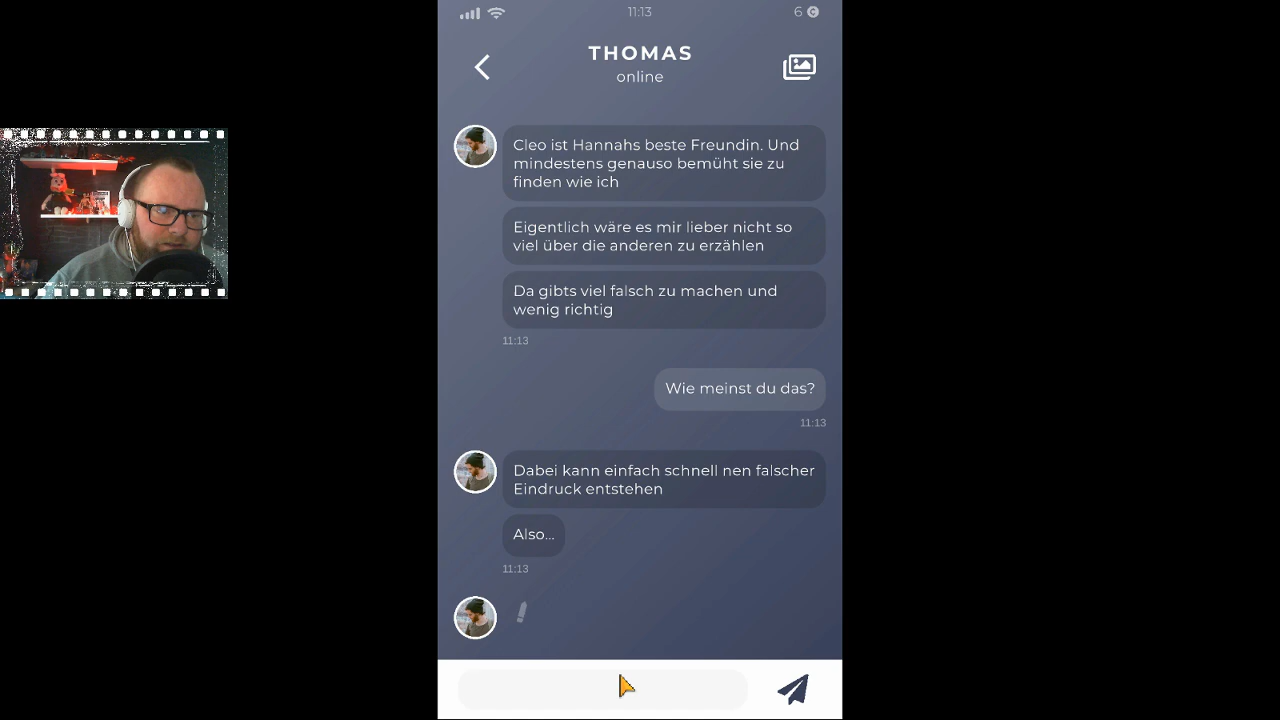 11:13
6
THOMAS
online
Cleo ist Hannahs beste Freundin. Und
mindestens genauso bemüht sie zu
finden wie ich
Eigentlich wäre es mir lieber nicht so
viel über die anderen zu erzählen
Da gibts viel falsch zu machen und
wenig richtig
11:13
Wie meinst du das?
11:13
Dabei kann einfach schnell nen falscher
Eindruck entstehen
Also...
11:13